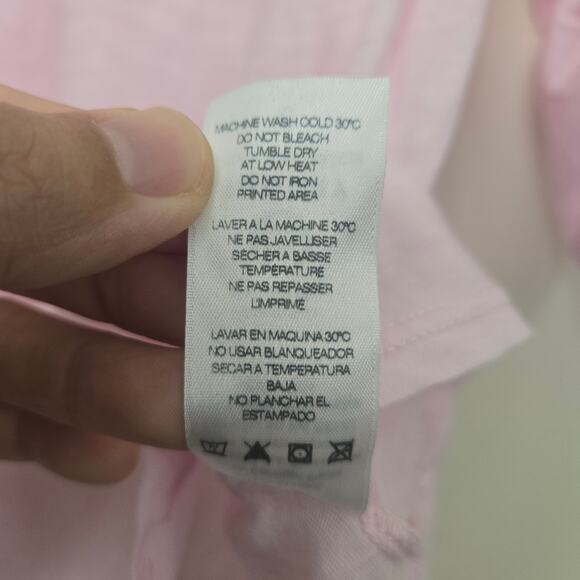 MACHINE WASH COLD 30°C
DO NOT BLEACH
TUMBLE DRY
AT LOW HEAT
DO NOT IRON
PRINTED AREA
LAVER A LA MACHINE 30°C
NE PAS JAVELLISER
SÉCHER A BASSE
TEMPÉRATURE
NE PAS REPASSER
L'IMPRIMÉ
LAVAR EN MAQUINA 30°C
NO USAR BLANQUEADOR
SECAR A TEMPERATURA
BAJA
NO PLANCHAR EL
ESTAMPADO